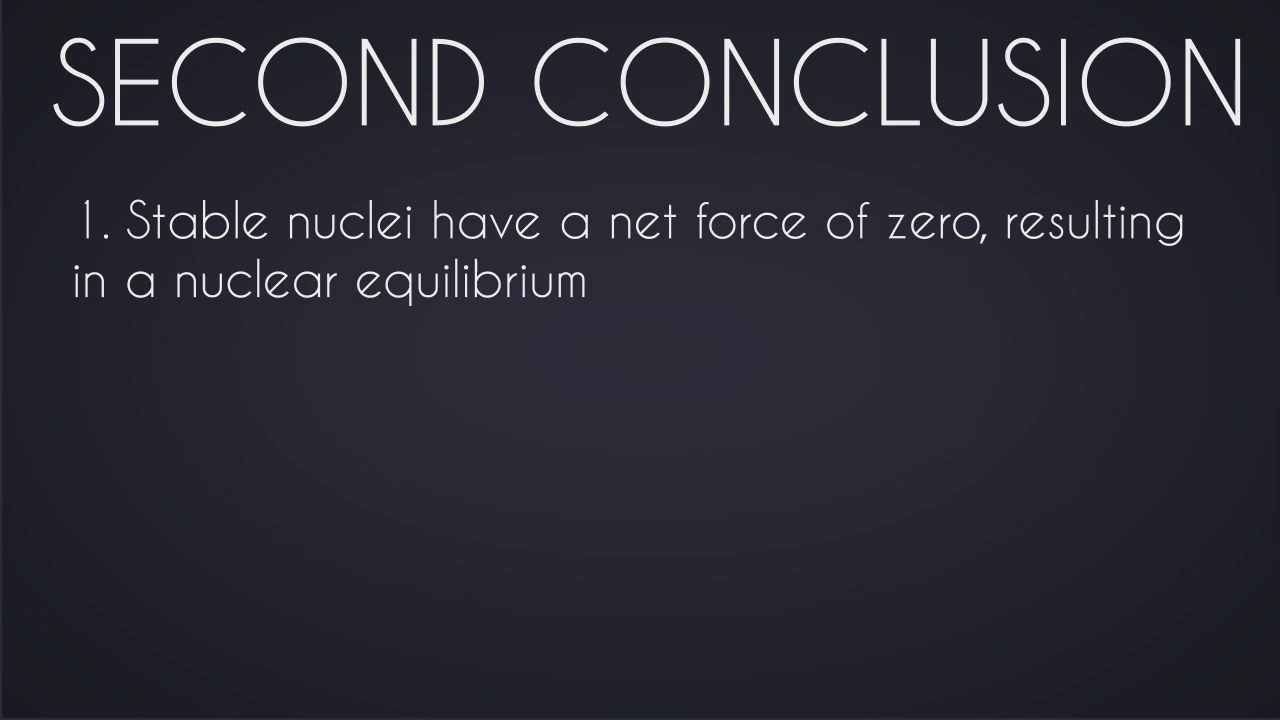 SECOND CONCLUSION
1. Stable nuclei have a net force of zero, resulting
in a nuclear equilibrium